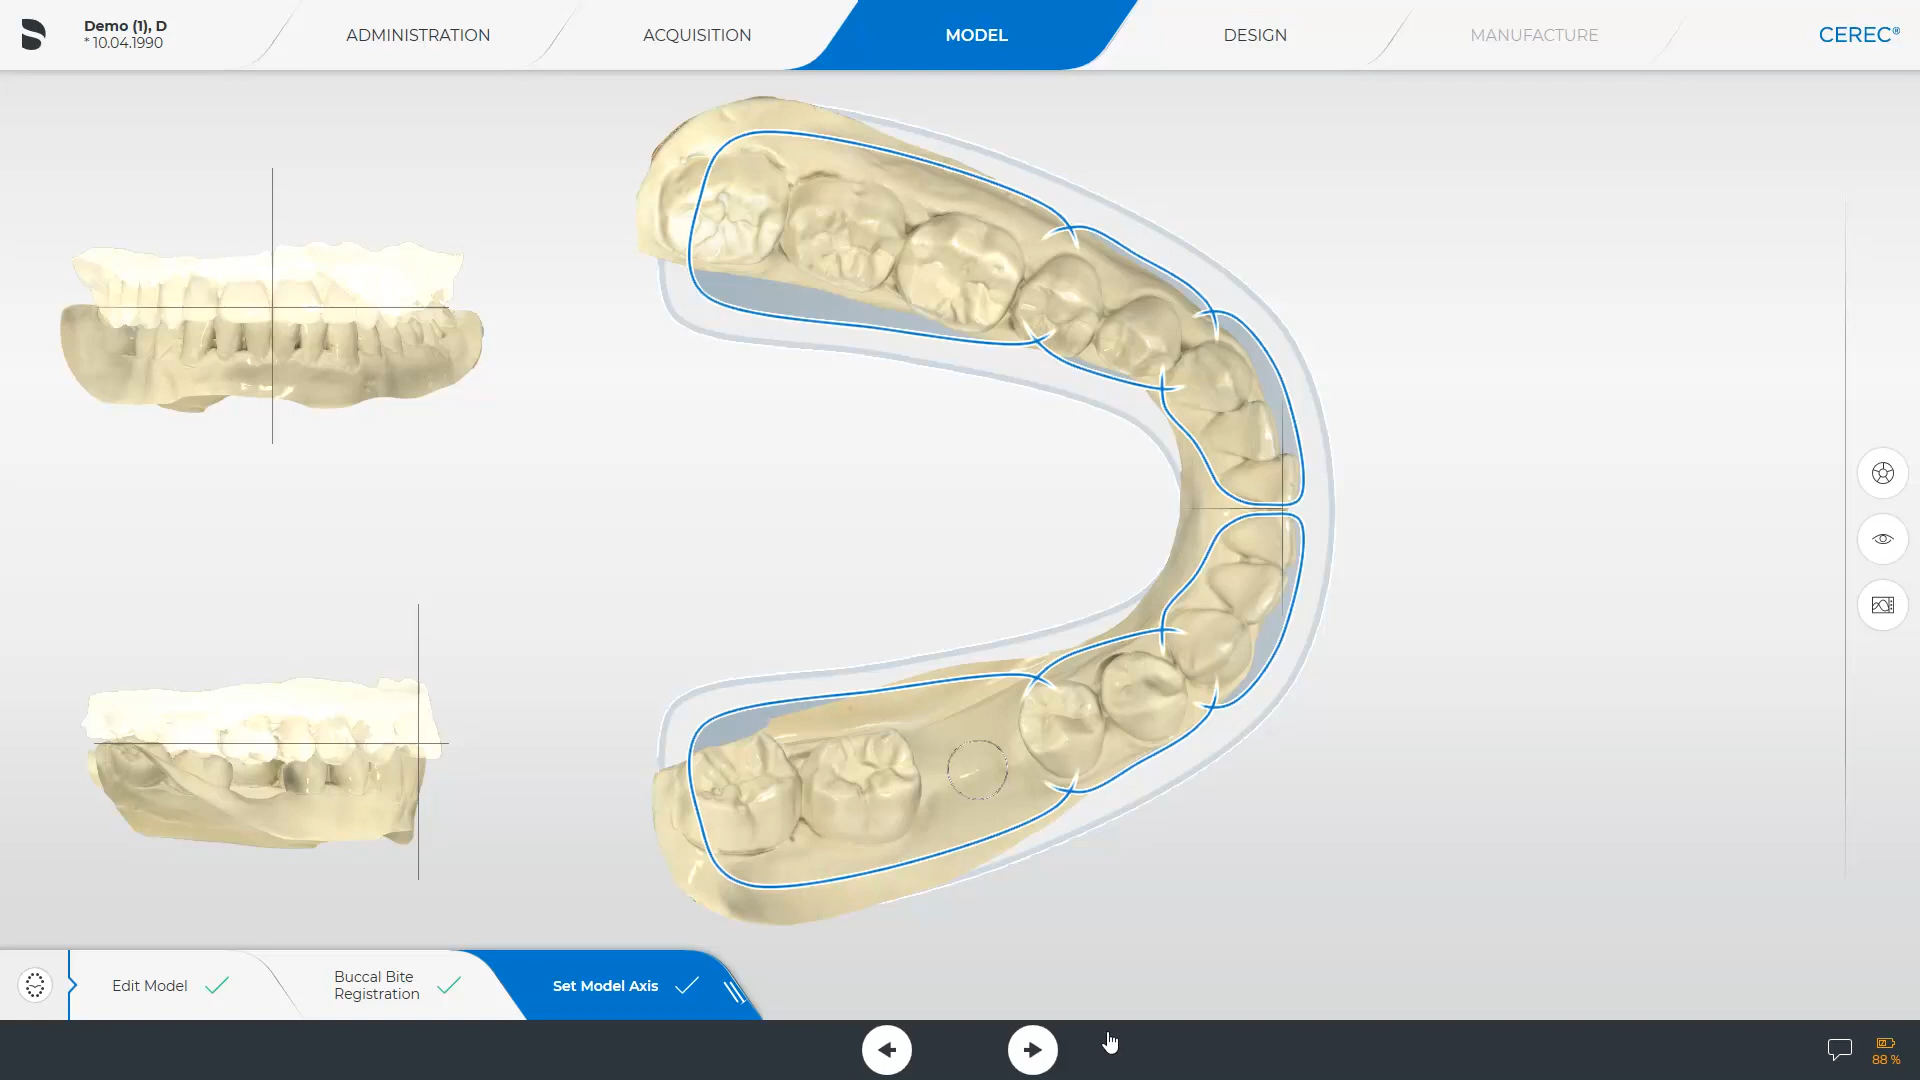 Demo (1), D
* 10.04.1990
ADMINISTRATION
ACQUISITION
MODEL
DESIGN
MANUFACTURE
CEREC®
Edit Model
Buccal Bite
Registration
Set Model Axis
88 %